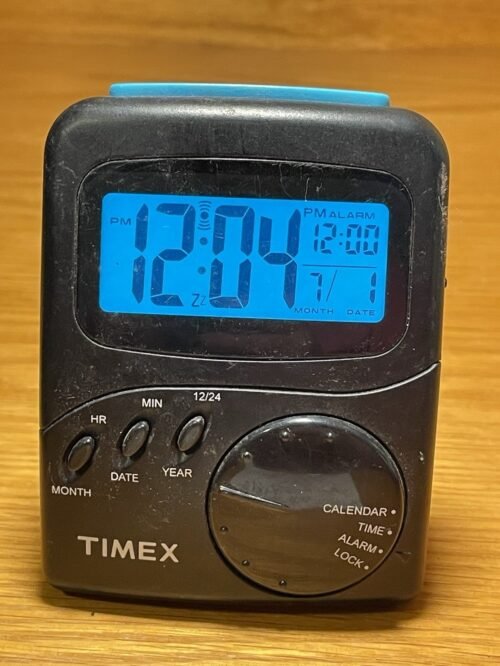 PM 12:04 PM ALARM
12:00
Zz 7/ 1
MONTH DATE
12/24
MIN
HR
YEAR
DATE
MONTH
CALENDAR
TIME
ALARM
LOCK
TIMEX